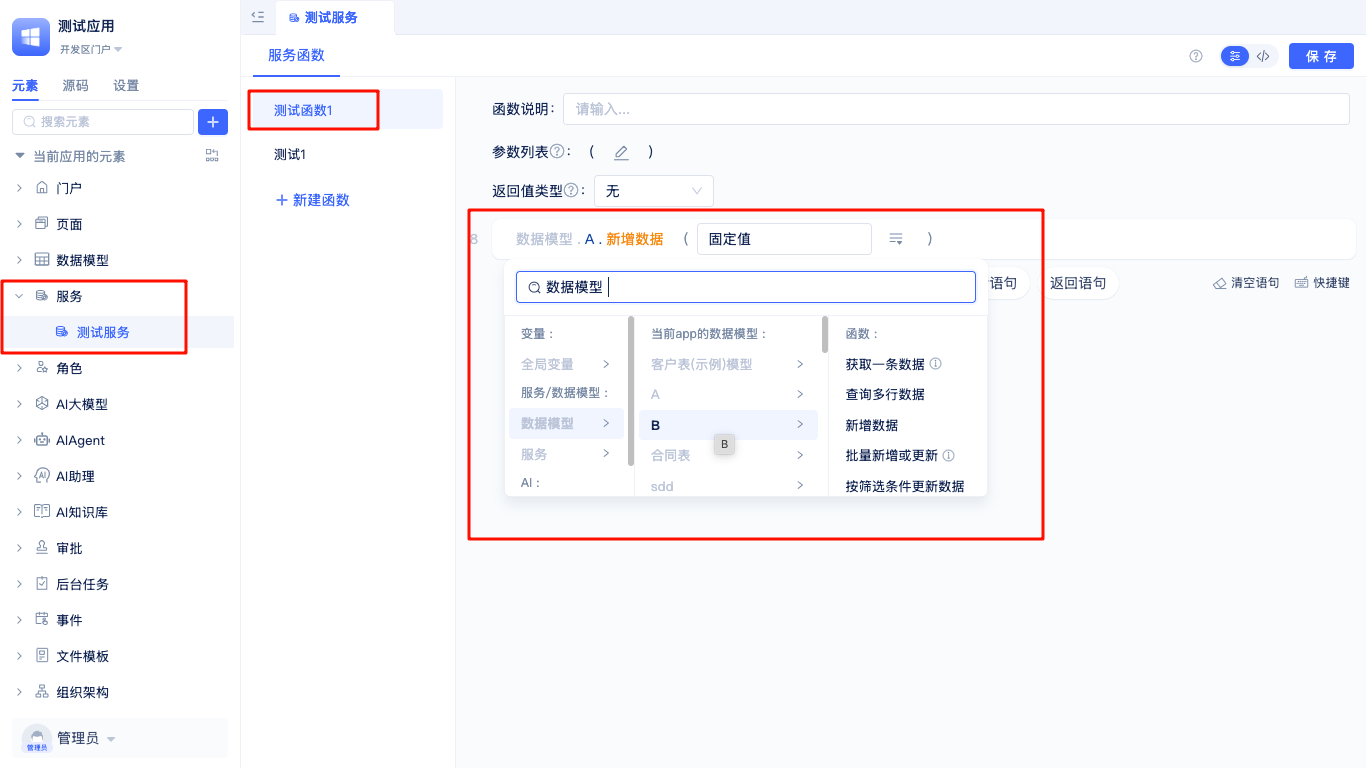 测试应用
开发区门户
元素 源码 设置
搜索元素
当前应用的元素
门户
页面
数据模型
服务
测试服务
角色
AI大模型
AIAgent
AI助理
AI知识库
审批
后台任务
事件
文件模板
组织架构
管理员
管理员
测试服务
服务函数
保 存
测试函数1
测试1
新建函数
函数说明: 请输入...
参数列表 : ( )
返回值类型 : 无
8 数据模型 . A . 新增数据 ( 固定值 )
语句 返回语句 清空语句 快捷键
数据模型
变量：
全局变量
服务/数据模型：
数据模型
服务
AI：
当前app的数据模型：
客户表(示例)模型
A
B
B
合同表
sdd
函数：
获取一条数据
查询多行数据
新增数据
批量新增或更新
按筛选条件更新数据